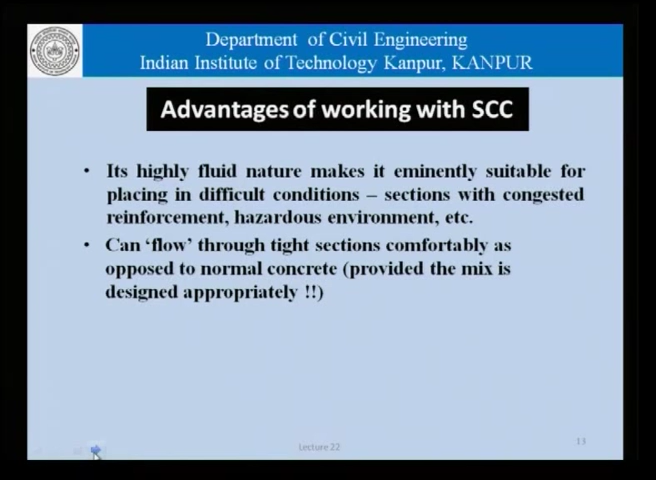 Department of Civil Engineering
Indian Institute of Technology Kanpur, KANPUR
Advantages of working with SCC
• Its highly fluid nature makes it eminently suitable for
placing in difficult conditions – sections with congested
reinforcement, hazardous environment, etc.
• Can 'flow' through tight sections comfortably as
opposed to normal concrete (provided the mix is
designed appropriately !!)
Lecture 22
13